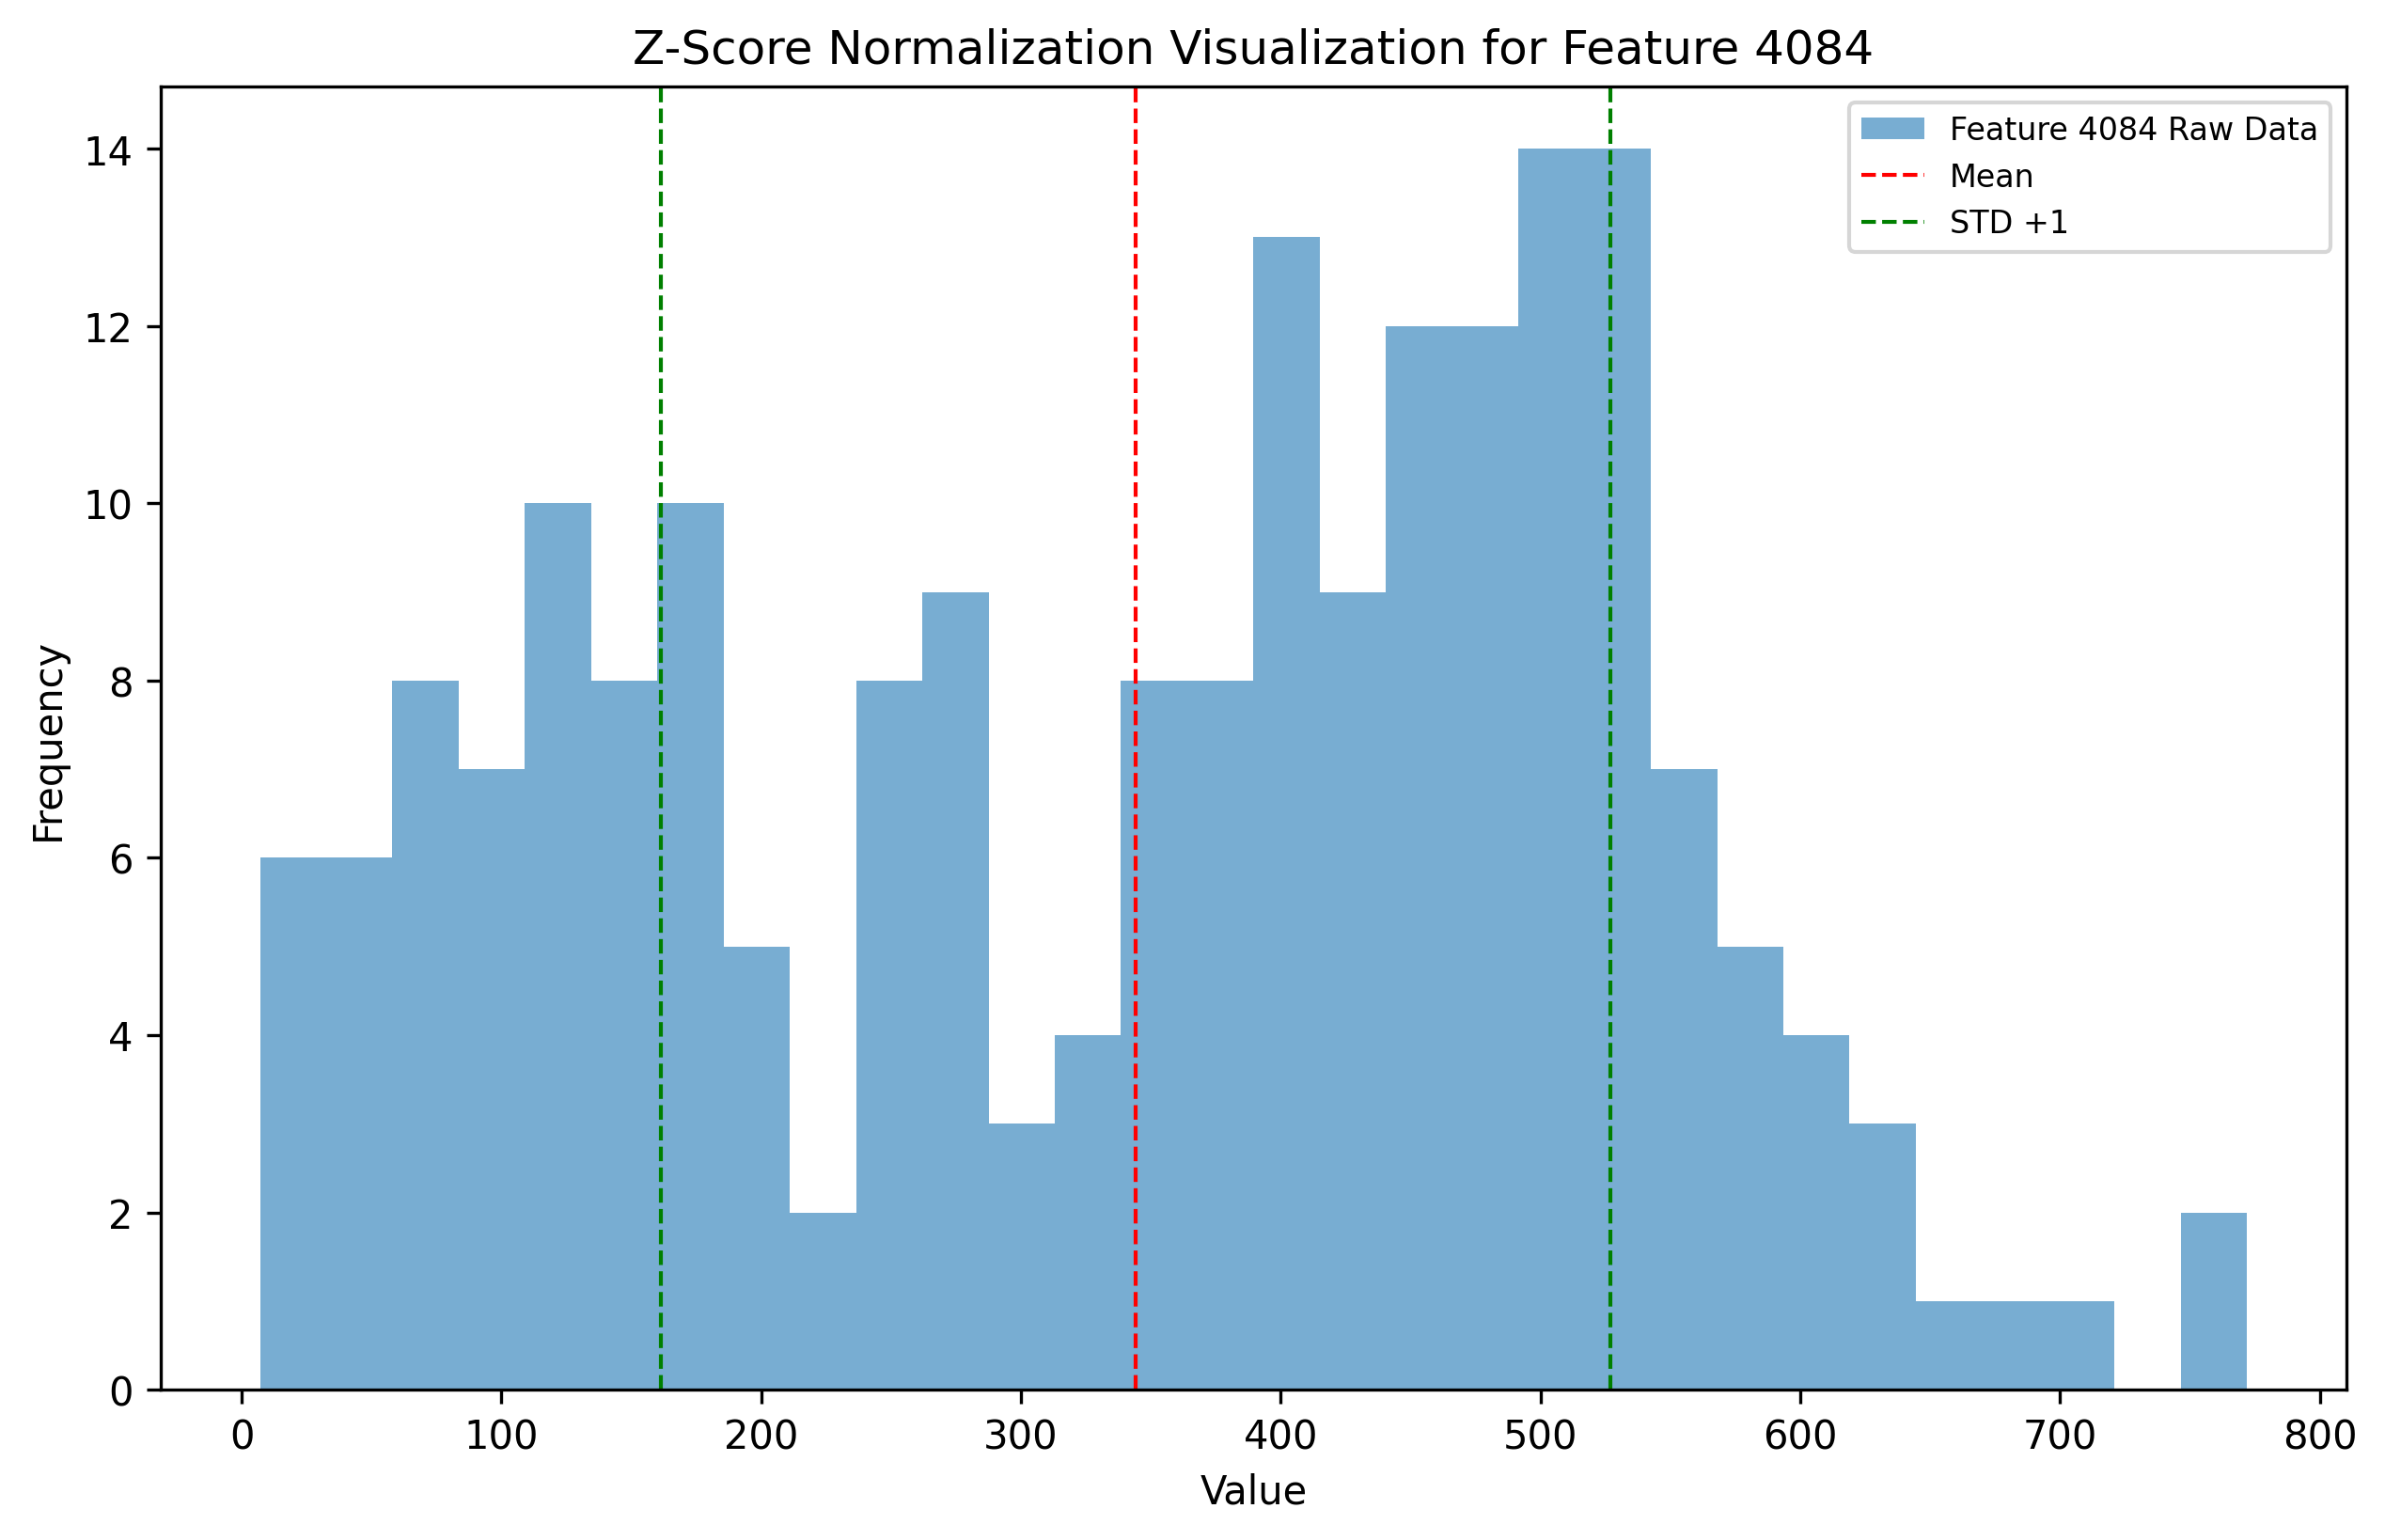 Z-Score Normalization Visualization for Feature 4084
Feature 4084 Raw Data
Mean
STD +1
14
12
10
8
6
4
2
0
Frequency
0 100 200 300 400 500 600 700 800
Value